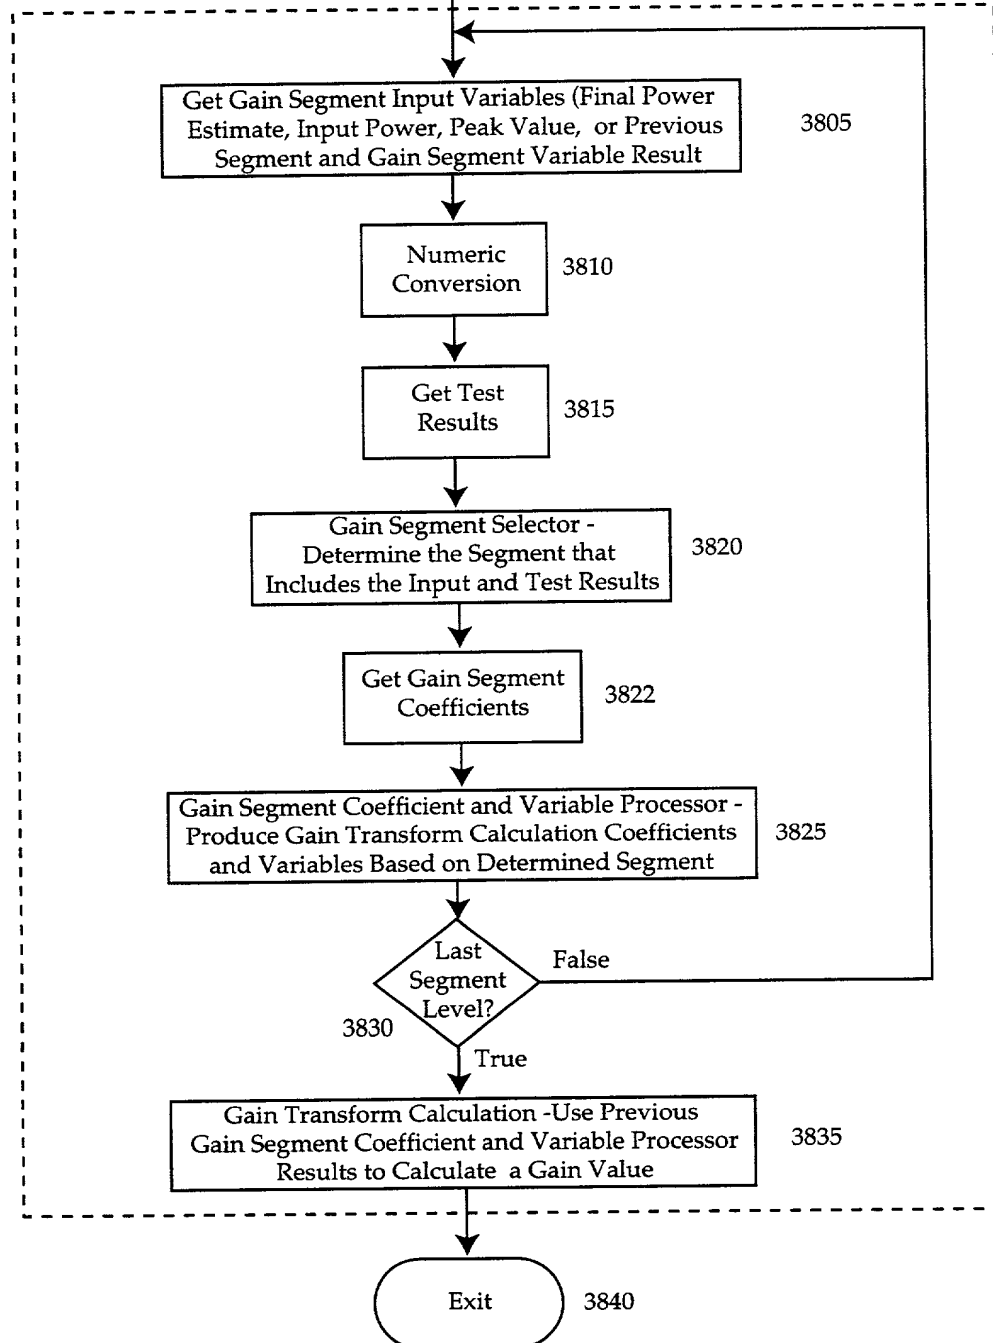 Get Gain Segment Input Variables (Final Power
Estimate, Input Power, Peak Value, or Previous
Segment and Gain Segment Variable Result
3805
Numeric
Conversion
3810
Get Test
Results
3815
Gain Segment Selector -
Determine the Segment that
Includes the Input and Test Results
3820
Get Gain Segment
Coefficients
3822
Gain Segment Coefficient and Variable Processor -
Produce Gain Transform Calculation Coefficients
and Variables Based on Determined Segment
3825
Last
Segment
Level?
False
3830
True
Gain Transform Calculation -Use Previous
Gain Segment Coefficient and Variable Processor
Results to Calculate a Gain Value
3835
Exit
3840